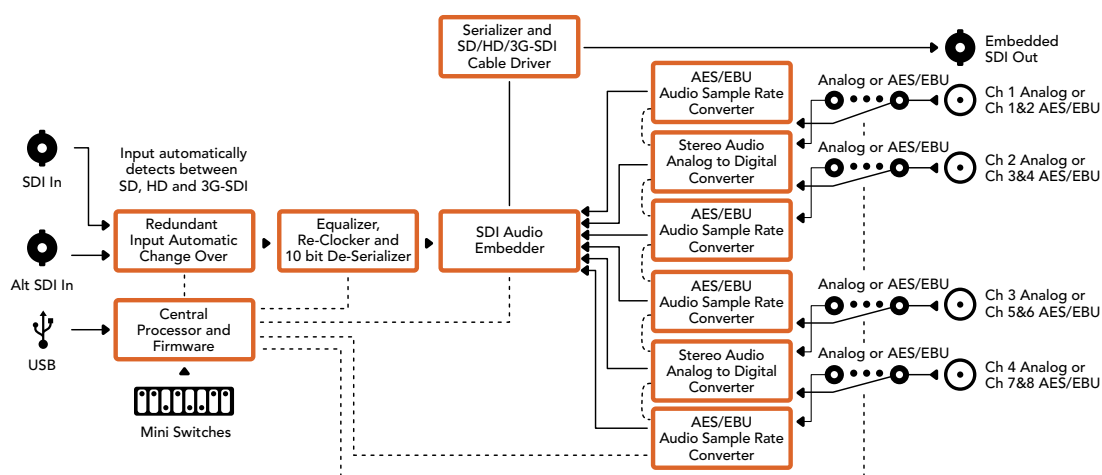 Serializer and
SD/HD/3G-SDI
Cable Driver
Embedded
SDI Out
AES/EBU
Audio Sample Rate
Converter
Analog or AES/EBU
Ch 1 Analog or
Ch 1&2 AES/EBU
SDI In
Input automatically
detects between
SD, HD and 3G-SDI
Stereo Audio
Analog to Digital
Converter
Analog or AES/EBU
Ch 2 Analog or
Ch 3&4 AES/EBU
Redundant
Input Automatic
Change Over
Equalizer,
Re-Clocker and
10 bit De-Serializer
SDI Audio
Embedder
AES/EBU
Audio Sample Rate
Converter
Alt SDI In
AES/EBU
Audio Sample Rate
Converter
Analog or AES/EBU
Ch 3 Analog or
Ch 5&6 AES/EBU
USB
Central
Processor and
Firmware
Stereo Audio
Analog to Digital
Converter
Analog or AES/EBU
Ch 4 Analog or
Ch 7&8 AES/EBU
Mini Switches
AES/EBU
Audio Sample Rate
Converter